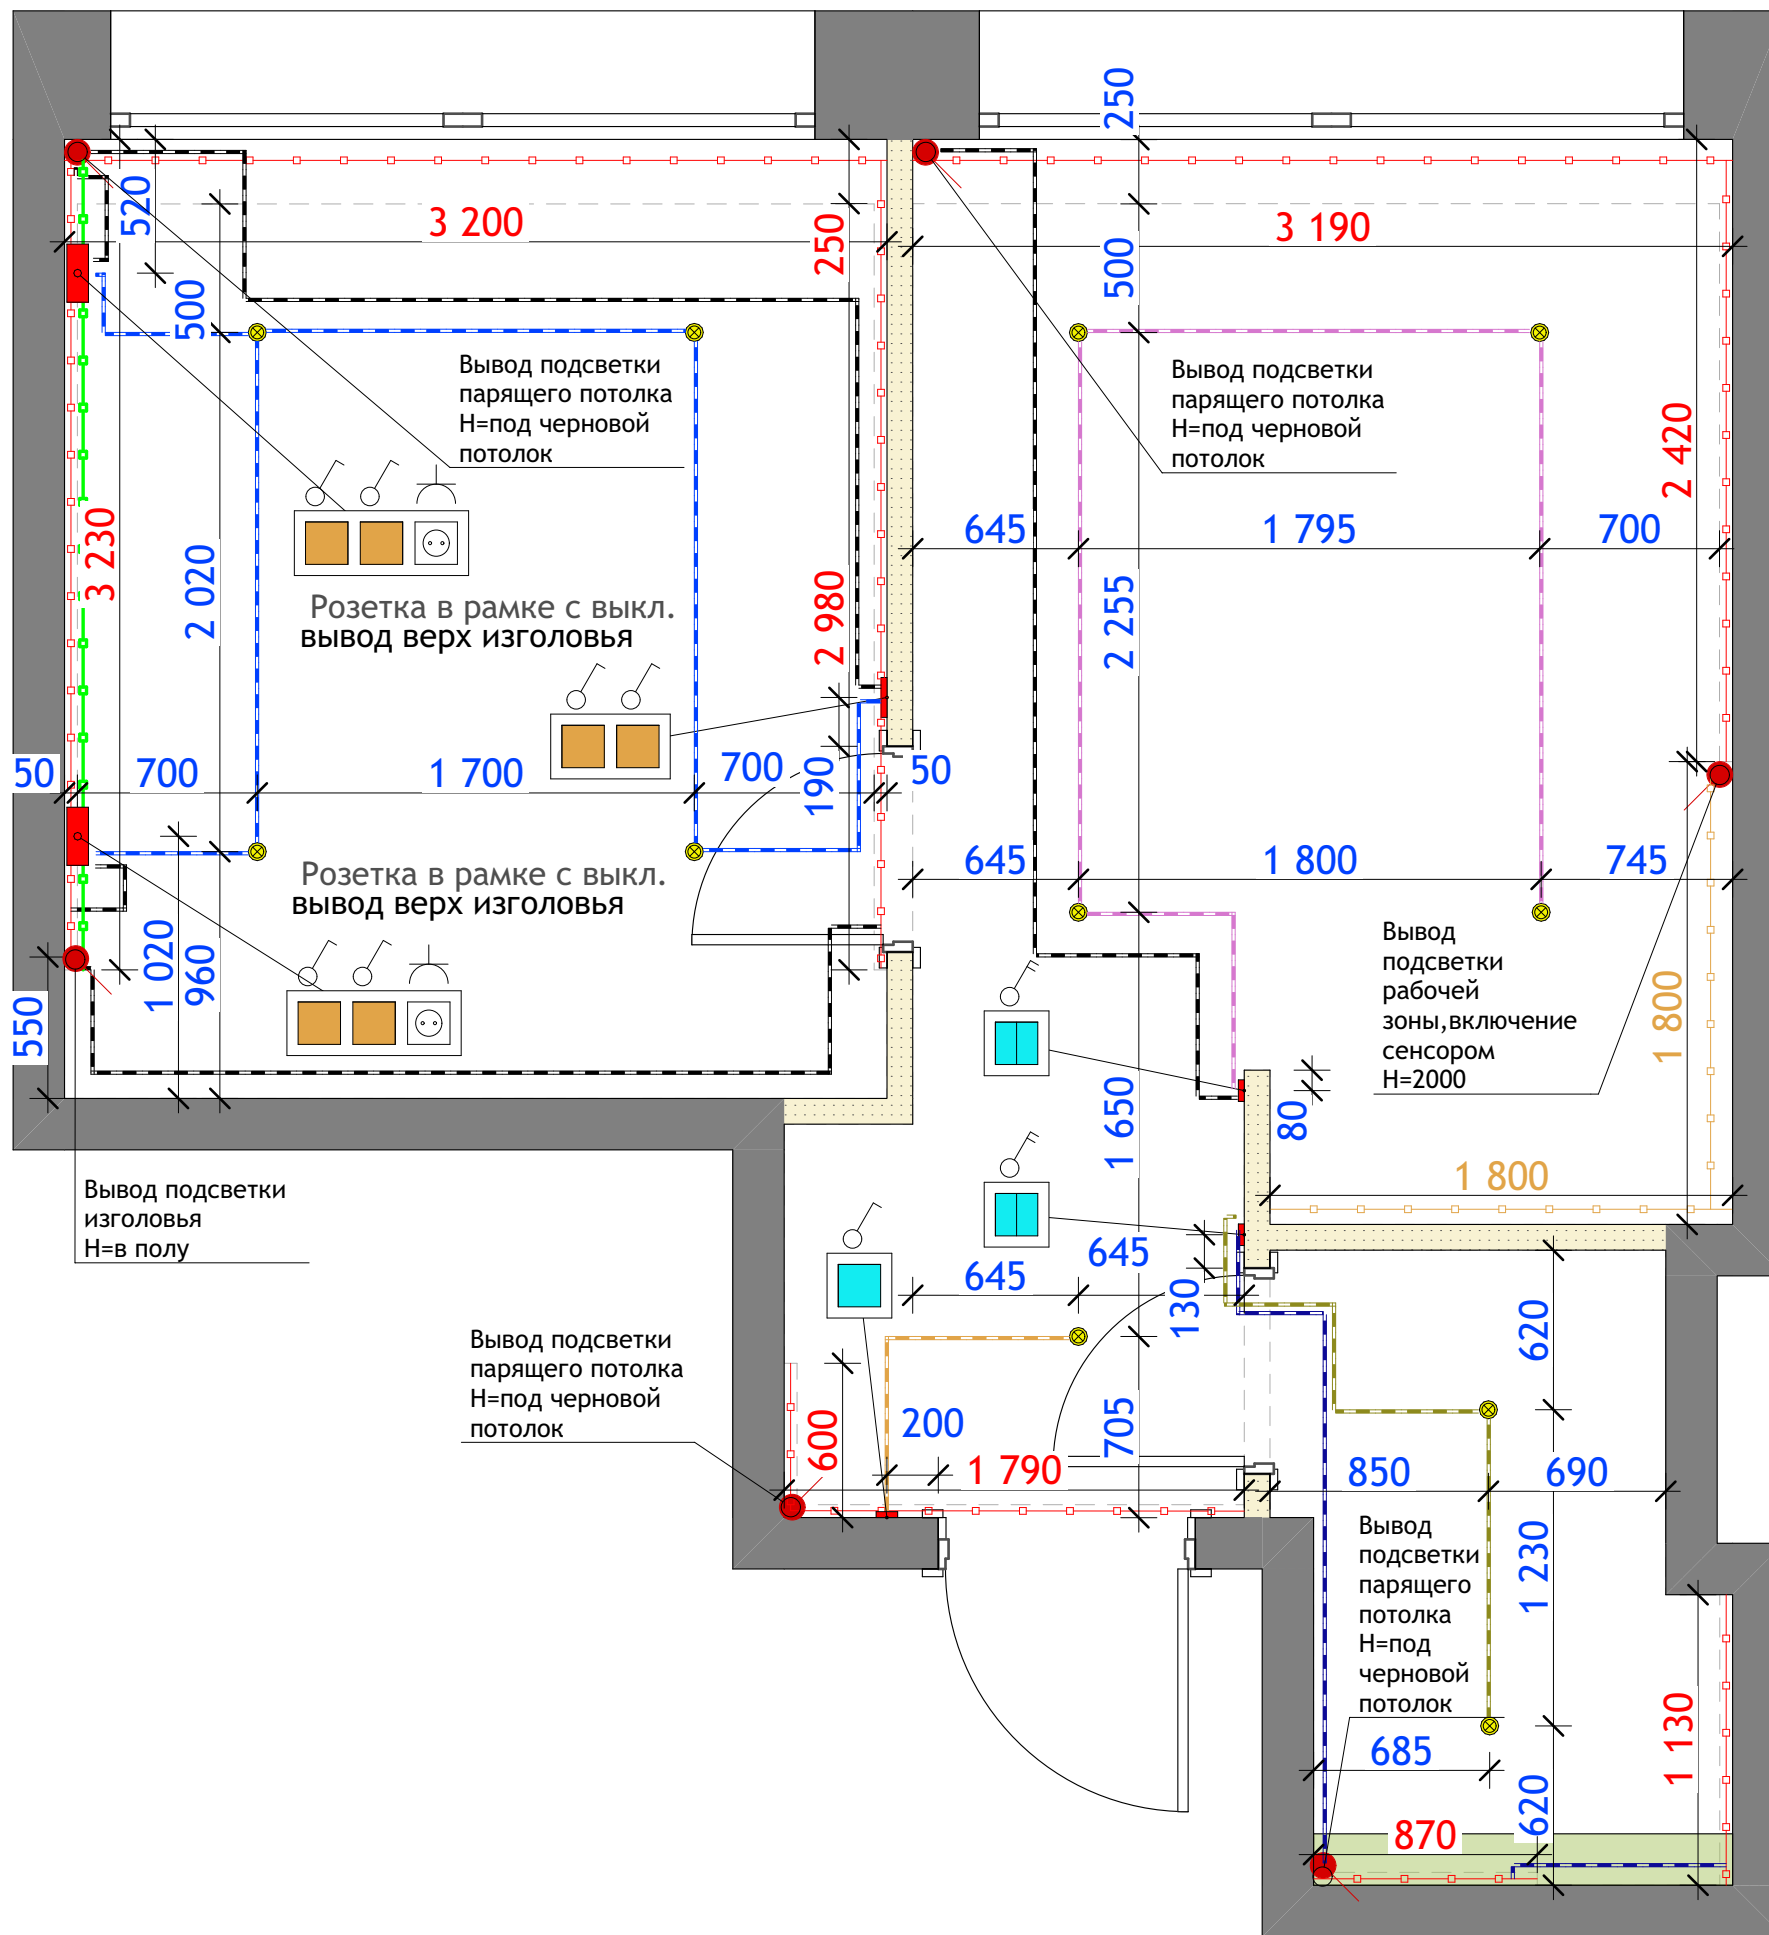 250
520
3 200
250
3 190
500
500
Вывод подсветки
парящего потолка
H=под черновой
потолок
Вывод подсветки
парящего потолка
H=под черновой
потолок
2 420
3 230
2 020
645
1 795
700
Розетка в рамке с выкл.
вывод верх изголовья
2 980
2 255
50
700
1 700
700
190
50
Розетка в рамке с выкл.
вывод верх изголовья
645
1 800
745
1 020
960
550
Вывод
подсветки
рабочей
зоны,включение
сенсором
H=2000
1 800
1 650
80
1 800
Вывод подсветки
изголовья
H=в полу
645
645
130
620
Вывод подсветки
парящего потолка
H=под черновой
потолок
600
200
1 790
705
850
690
Вывод
подсветки
парящего
потолка
H=под
черновой
потолок
1 230
685
1 130
620
870